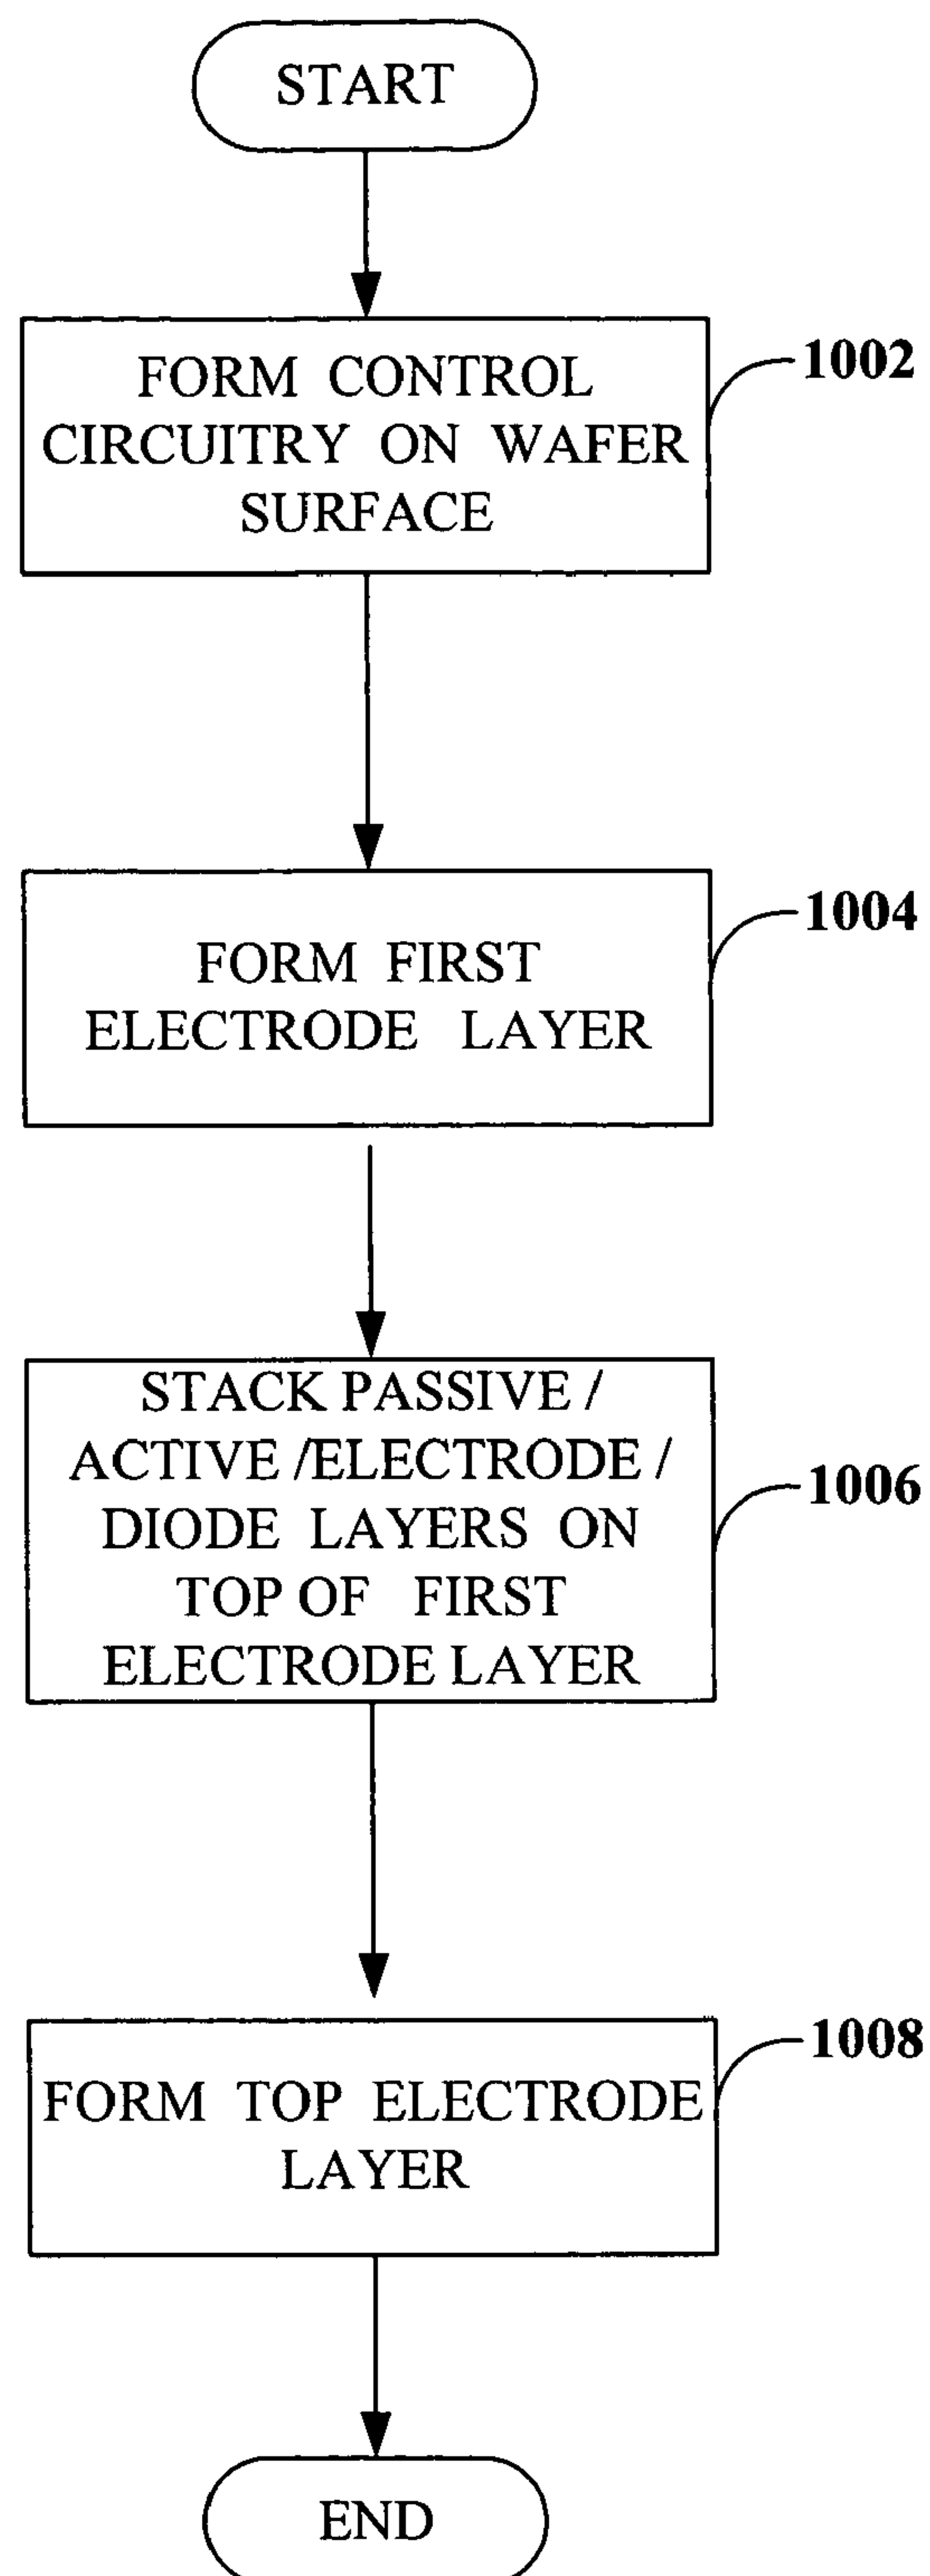 START
FORM CONTROL
CIRCUITRY ON WAFER
SURFACE
1002
FORM FIRST
ELECTRODE LAYER
1004
STACK PASSIVE /
ACTIVE /ELECTRODE /
DIODE LAYERS ON
TOP OF FIRST
ELECTRODE LAYER
1006
FORM TOP ELECTRODE
LAYER
1008
END